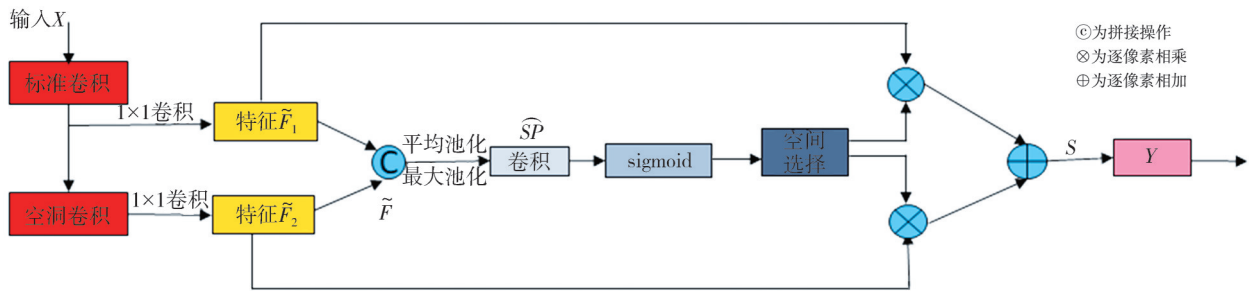 输入X
标准卷积
1×1卷积
特征F̃₁
空洞卷积
1×1卷积
特征F̃₂
C
F̃
平均池化
最大池化
S͡P
卷积
sigmoid
空间
选择
S
Y
ⓒ为拼接操作
⊗为逐像素相乘
⊕为逐像素相加